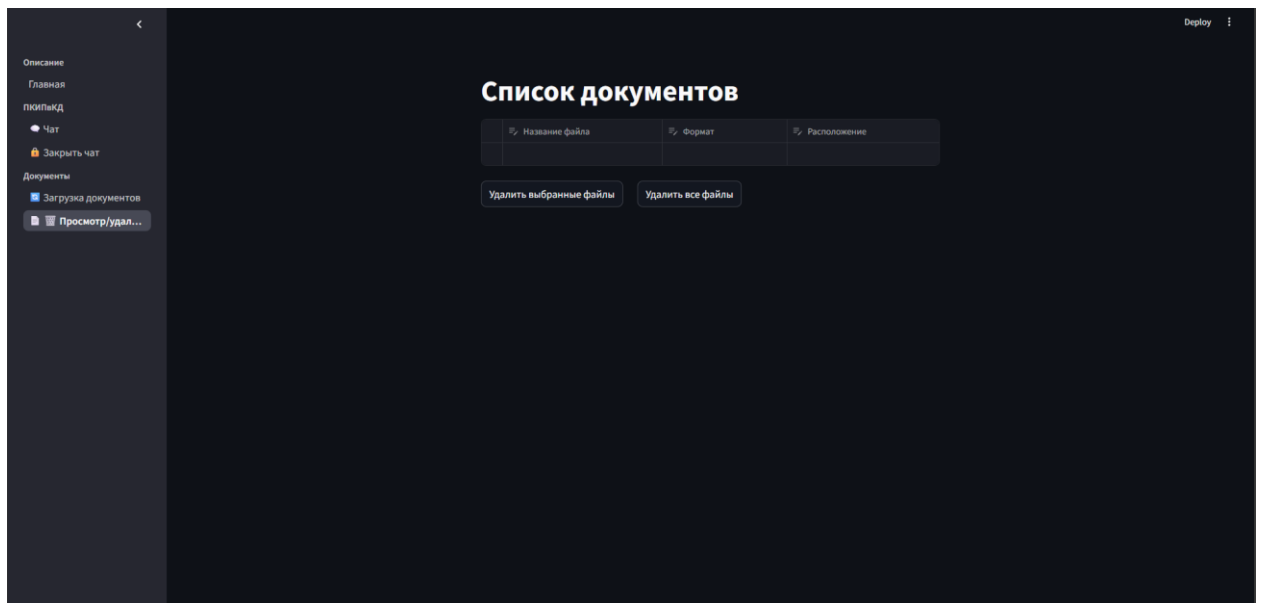 Deploy
Описание
Главная
ПКИПвКД
Чат
Закрыть чат
Документы
Загрузка документов
Просмотр/удал...
Список документов
Название файла
Формат
Расположение
Удалить выбранные файлы
Удалить все файлы